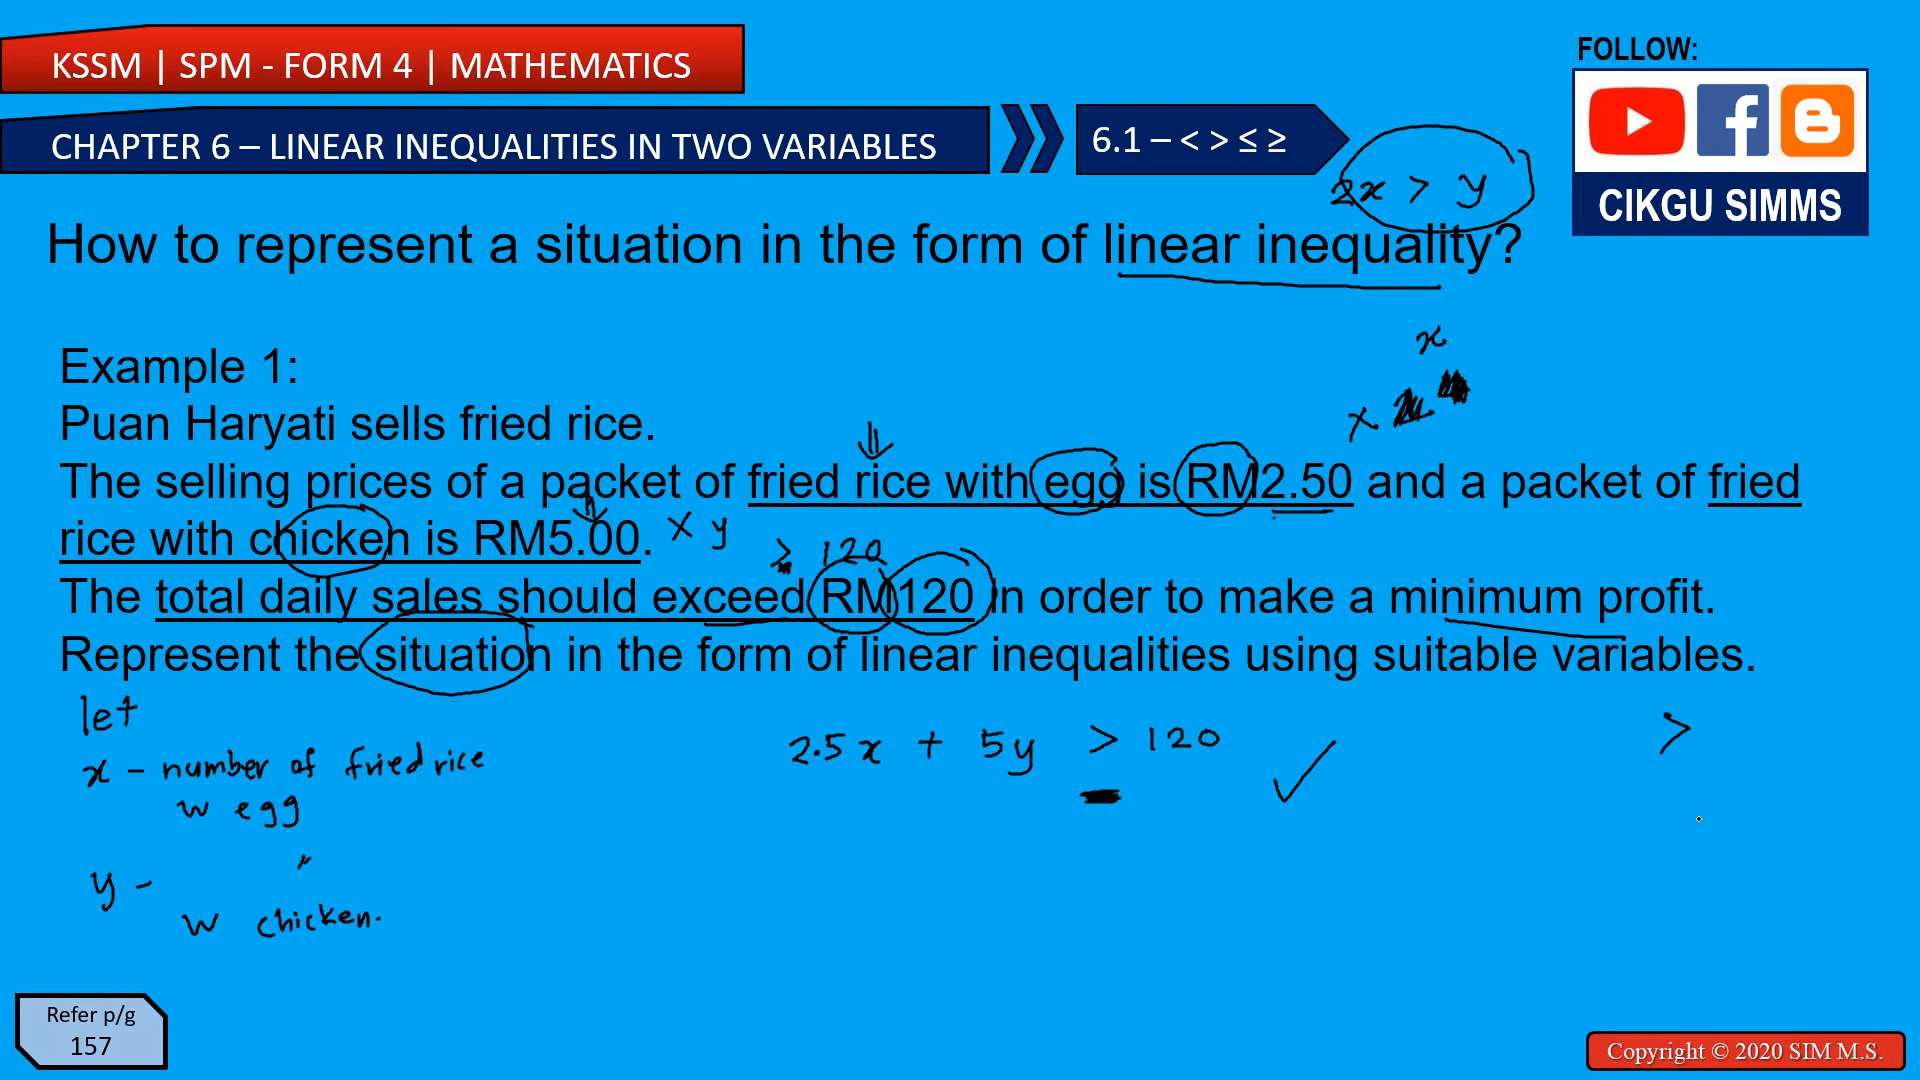 KSSM | SPM - FORM 4 | MATHEMATICS
FOLLOW:
CHAPTER 6 – LINEAR INEQUALITIES IN TWO VARIABLES
6.1 – < > ≤ ≥
CIKGU SIMMS
2x > y
How to represent a situation in the form of linear inequality?
x
Example 1:
Puan Haryati sells fried rice.
x
The selling prices of a packet of fried rice with egg is RM2.50 and a packet of fried
rice with chicken is RM5.00. x y
> 120
The total daily sales should exceed RM120 in order to make a minimum profit.
Represent the situation in the form of linear inequalities using suitable variables.
let
x – number of fried rice
w egg
2.5x + 5y > 120
>
y – "
w chicken.
Refer p/g
157
Copyright © 2020 SIM M.S.